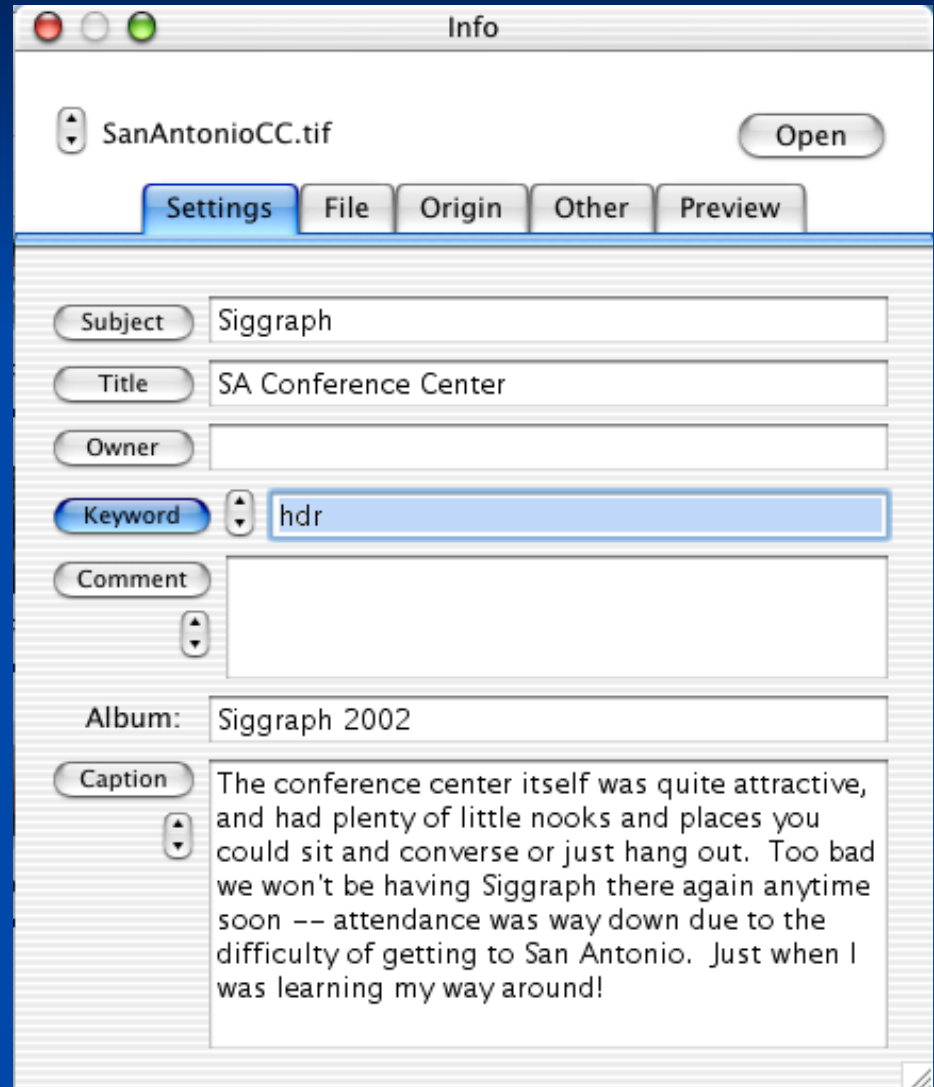 Info
SanAntonioCC.tif
Open
Settings File Origin Other Preview
Subject Siggraph
Title SA Conference Center
Owner
Keyword hdr
Comment
Album: Siggraph 2002
Caption The conference center itself was quite attractive,
and had plenty of little nooks and places you
could sit and converse or just hang out.  Too bad
we won't be having Siggraph there again anytime
soon -- attendance was way down due to the
difficulty of getting to San Antonio.  Just when I
was learning my way around!